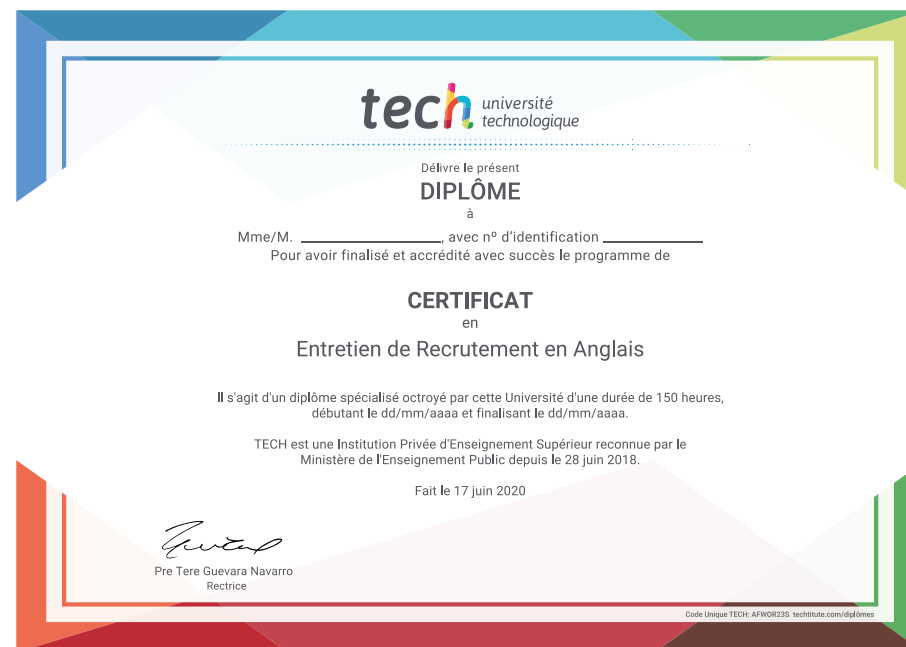 tech université
technologique
Délivre le présent
DIPLÔME
à
Mme/M. ____________________, avec nº d'identification ______________
Pour avoir finalisé et accrédité avec succès le programme de
CERTIFICAT
en
Entretien de Recrutement en Anglais
Il s'agit d'un diplôme spécialisé octroyé par cette Université d'une durée de 150 heures,
débutant le dd/mm/aaaa et finalisant le dd/mm/aaaa.
TECH est une Institution Privée d'Enseignement Supérieur reconnue par le
Ministère de l'Enseignement Public depuis le 28 juin 2018.
Fait le 17 juin 2020
Pre Tere Guevara Navarro
Rectrice
Code Unique TECH: AFWOR23S techtitute.com/diplômes